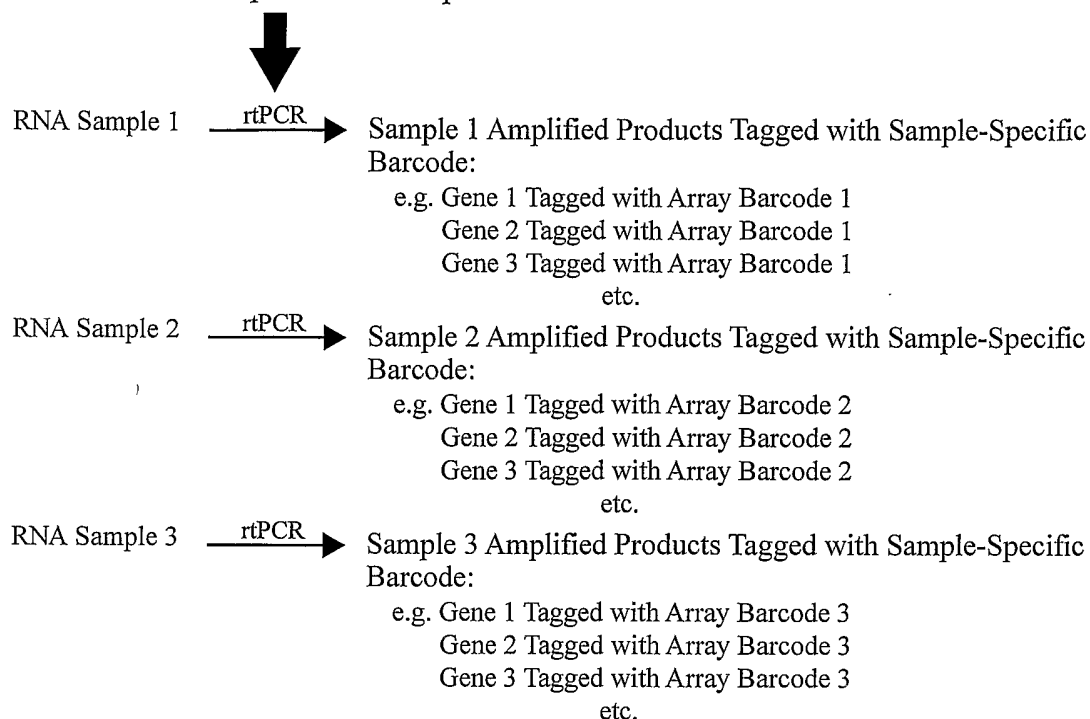 RNA Sample 1 rtPCR Sample 1 Amplified Products Tagged with Sample-Specific
Barcode:
e.g. Gene 1 Tagged with Array Barcode 1
Gene 2 Tagged with Array Barcode 1
Gene 3 Tagged with Array Barcode 1
etc.
RNA Sample 2 rtPCR Sample 2 Amplified Products Tagged with Sample-Specific
Barcode:
e.g. Gene 1 Tagged with Array Barcode 2
Gene 2 Tagged with Array Barcode 2
Gene 3 Tagged with Array Barcode 2
etc.
RNA Sample 3 rtPCR Sample 3 Amplified Products Tagged with Sample-Specific
Barcode:
e.g. Gene 1 Tagged with Array Barcode 3
Gene 2 Tagged with Array Barcode 3
Gene 3 Tagged with Array Barcode 3
etc.